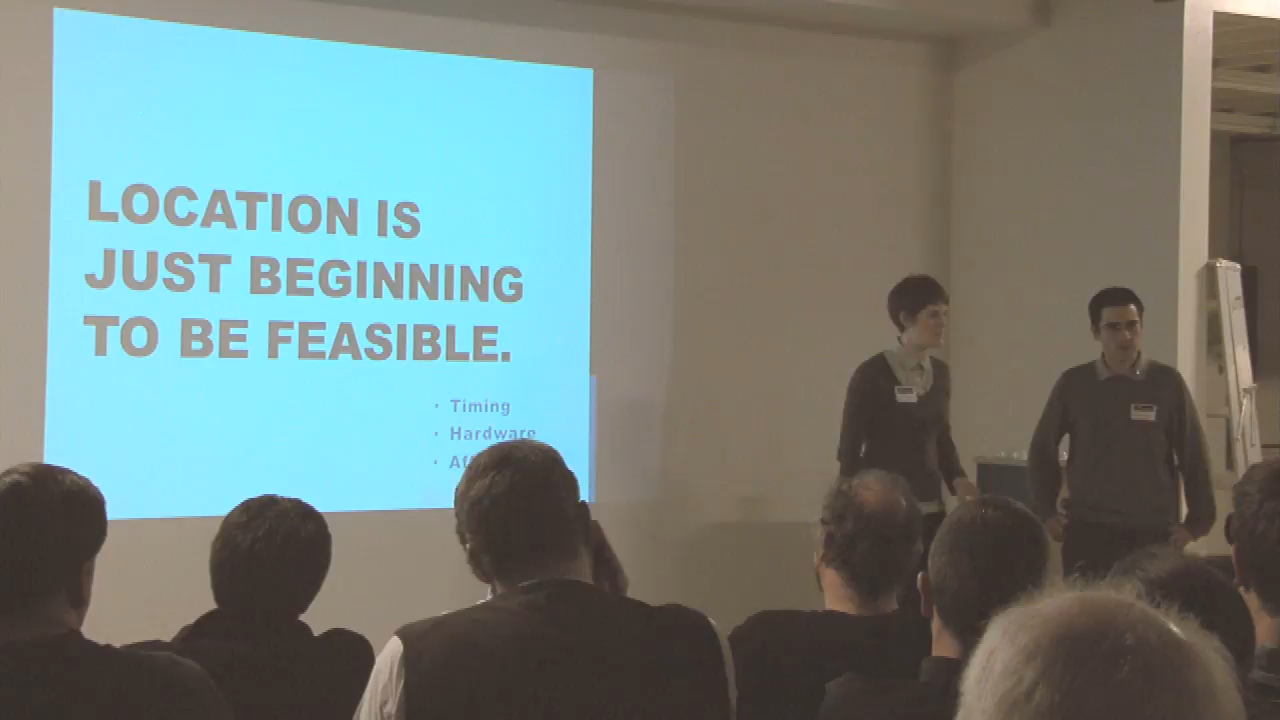 LOCATION IS
JUST BEGINNING
TO BE FEASIBLE.
· Timing
· Hardware